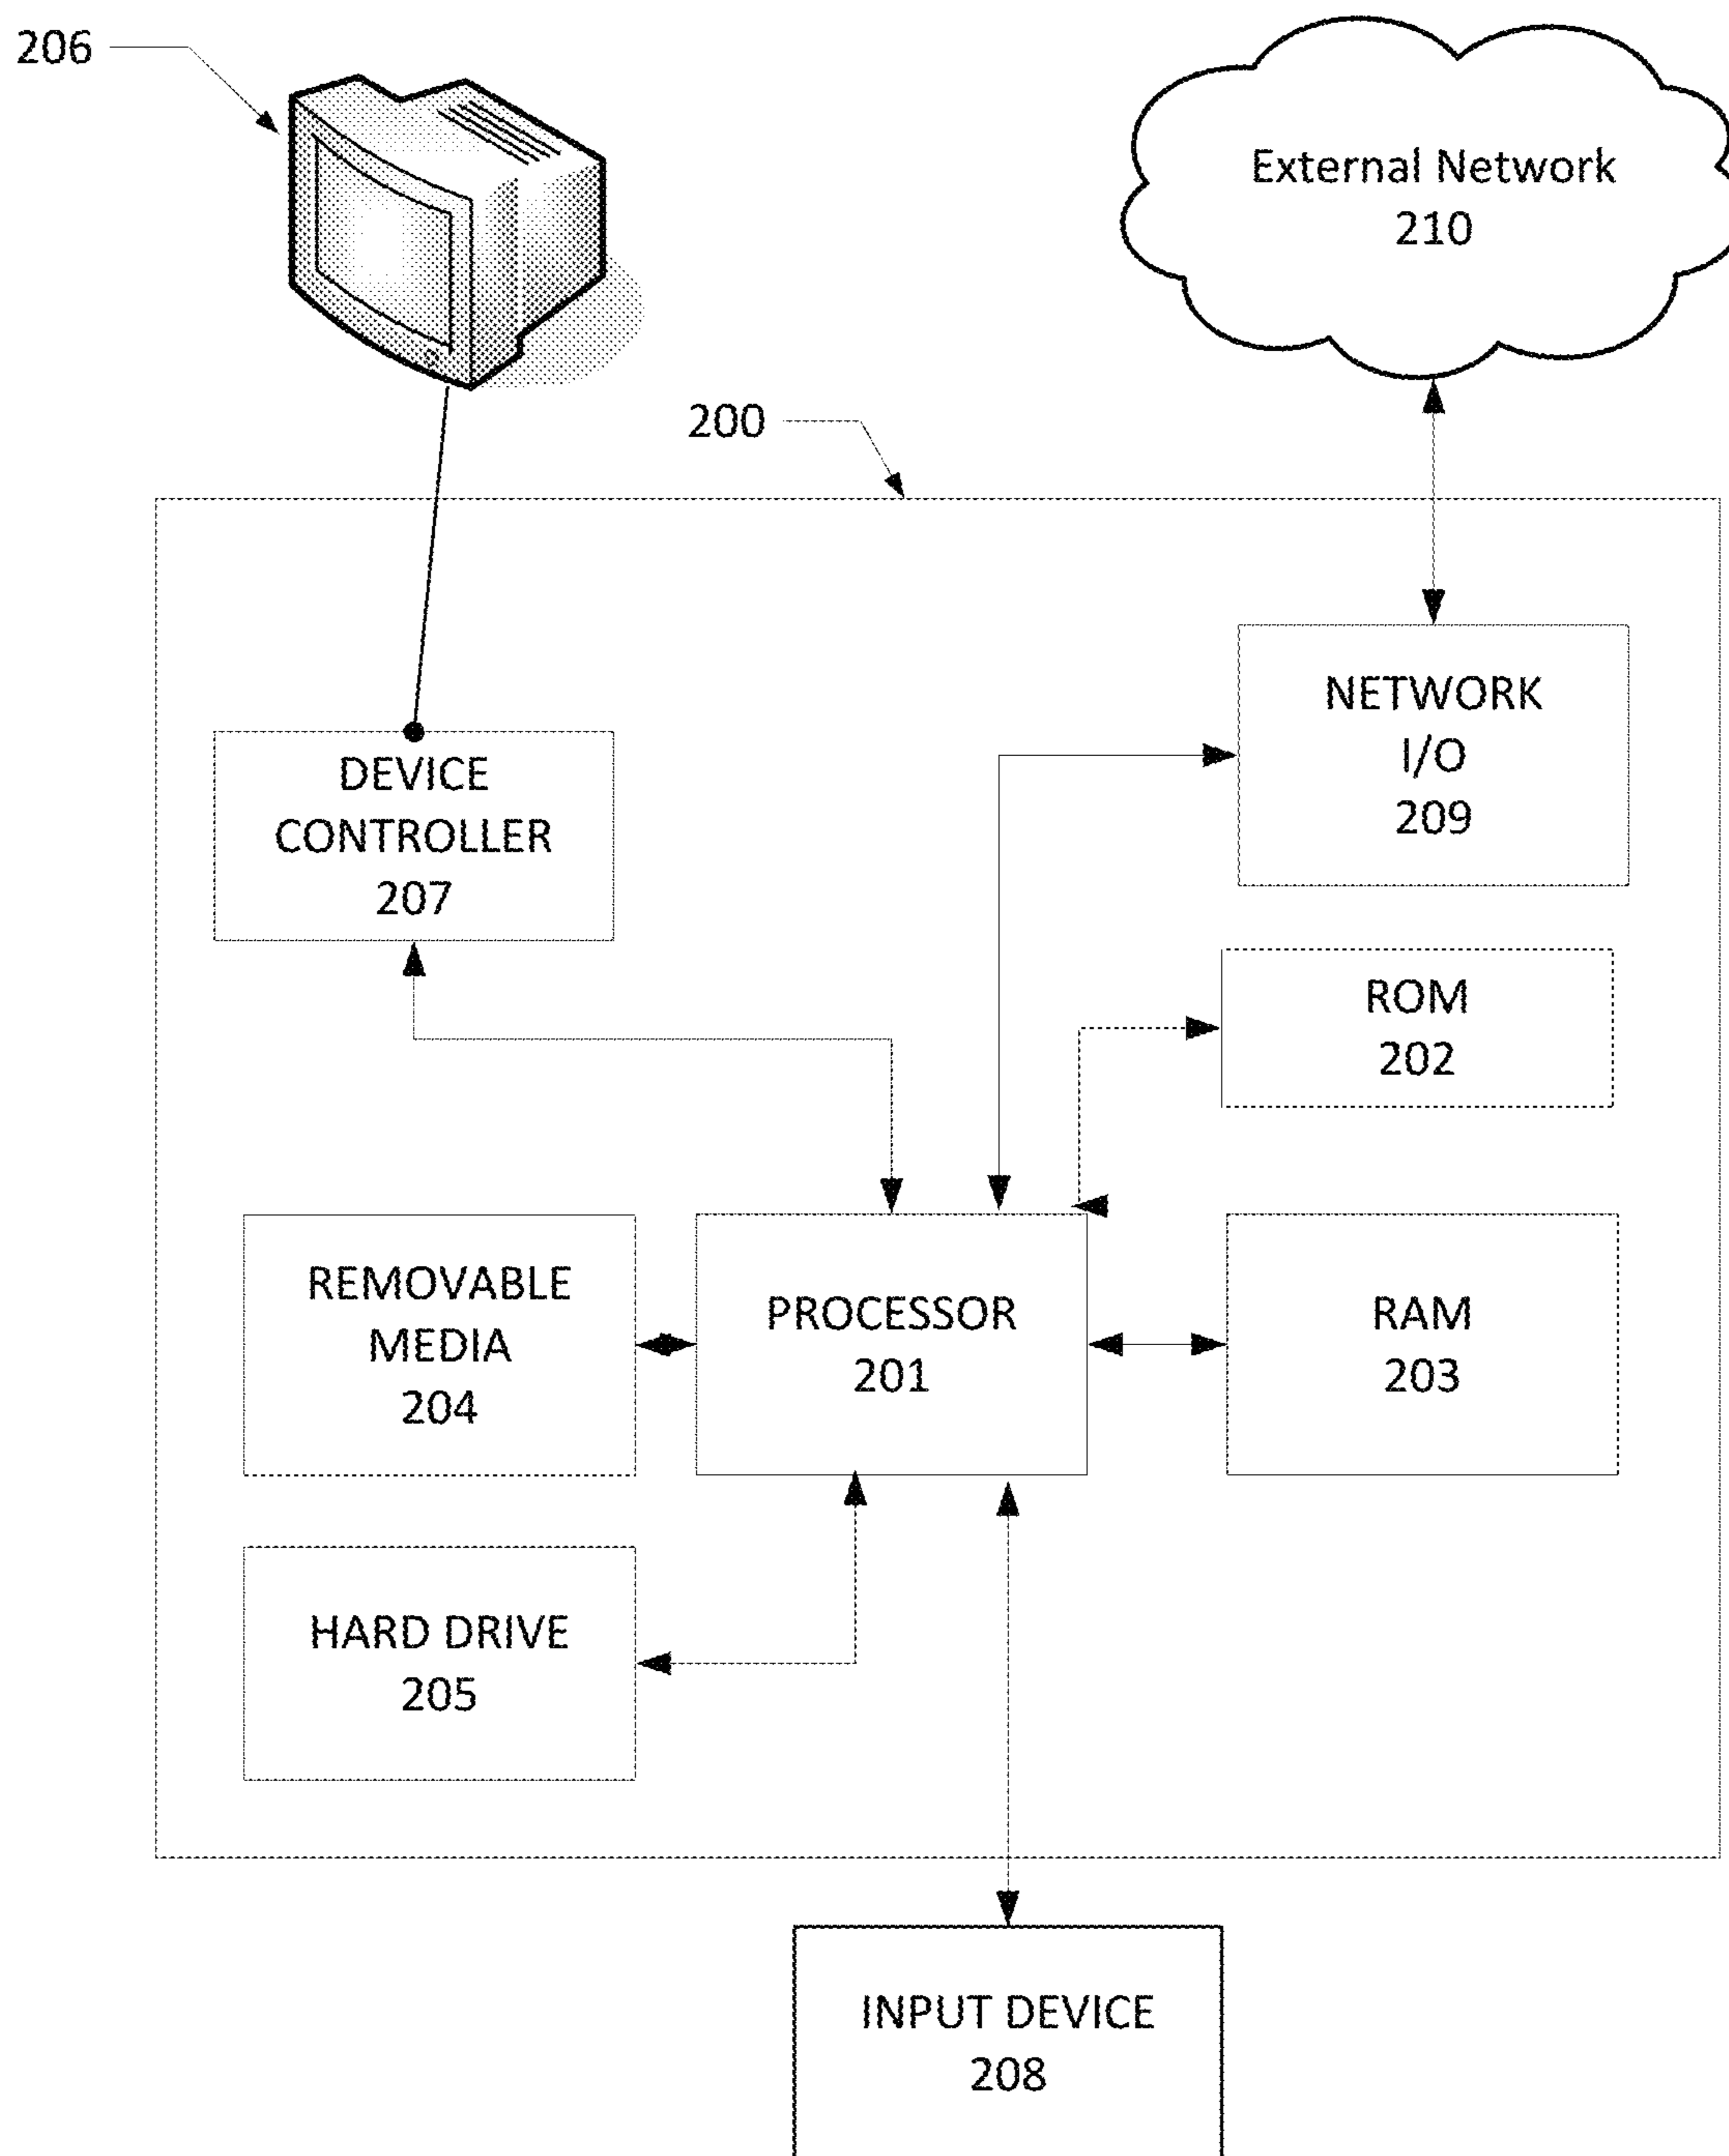 206
External Network
210
200
NETWORK
I/O
209
DEVICE
CONTROLLER
207
ROM
202
REMOVABLE
MEDIA
204
PROCESSOR
201
RAM
203
HARD DRIVE
205
INPUT DEVICE
208